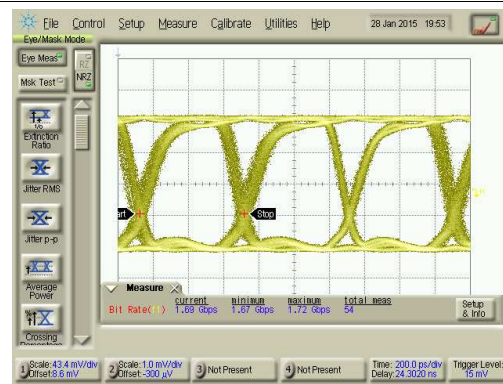 File Control Setup Measure Calibrate Utilities Help 28 Jan 2015 19:53
Eye/Mask Mode
Eye Meas
RZ
NRZ
Msk Test
Extinction
Ratio
Jitter RMS
Jitter p-p
Average
Power
Crossing
Stop
Measure
current minimum maximum total meas
Bit Rate( ) 1.69 Gbps 1.67 Gbps 1.72 Gbps 54
Setup
& Info
1 Scale: 43.4 mV/div
Offset: 8.6 mV
2 Scale: 1.0 mV/div
Offset: -300 µV
3 Not Present
4 Not Present
Time: 200.0 ps/div
Delay: 24.3020 ns
Trigger Level:
15 mV